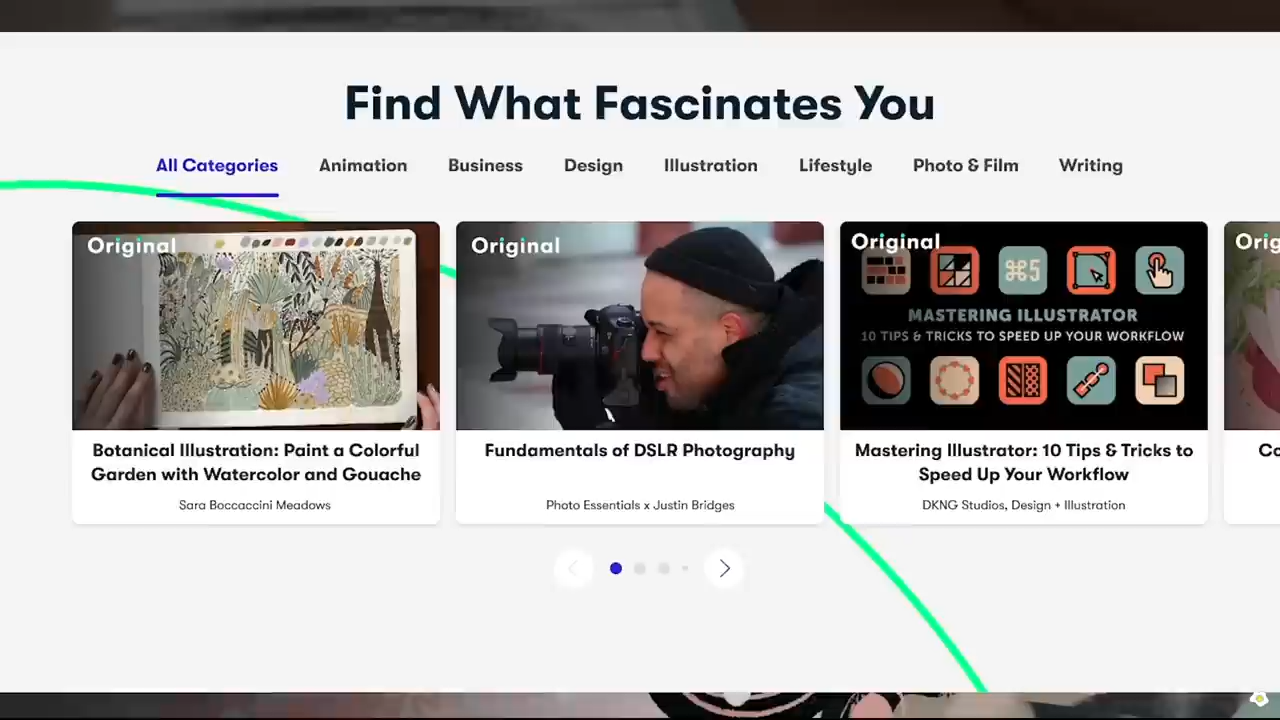 Find What Fascinates You
All Categories
Animation
Business
Design
Illustration
Lifestyle
Photo & Film
Writing
Original
Botanical Illustration: Paint a Colorful
Garden with Watercolor and Gouache
Sara Boccaccini Meadows
Original
Fundamentals of DSLR Photography
Photo Essentials x Justin Bridges
Original
⌘5
MASTERING ILLUSTRATOR
10 TIPS & TRICKS TO SPEED UP YOUR WORKFLOW
Mastering Illustrator: 10 Tips & Tricks to
Speed Up Your Workflow
DKNG Studios, Design + Illustration
Orig
Co